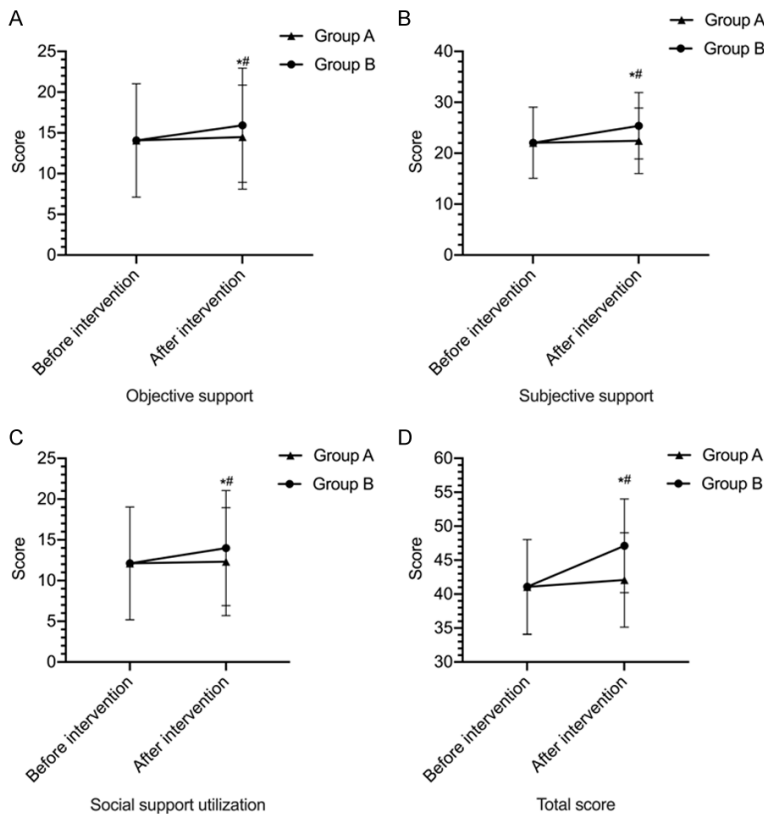 A
Group A
Group B
25
20
15
10
5
0
Score
*#
Before intervention
After intervention
Objective support
B
Group A
Group B
40
30
20
10
0
Score
*#
Before intervention
After intervention
Subjective support
C
Group A
Group B
25
20
15
10
5
0
Score
*#
Before intervention
After intervention
Social support utilization
D
Group A
Group B
60
55
50
45
40
35
30
Score
*#
Before intervention
After intervention
Total score